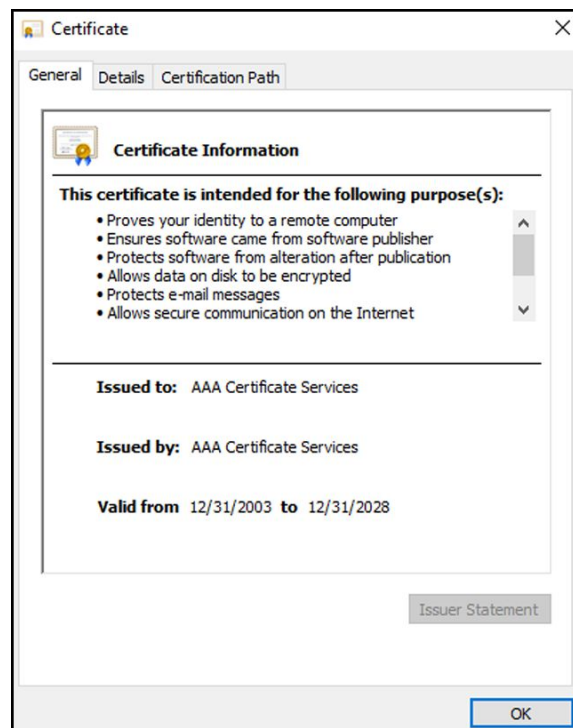 Certificate
General Details Certification Path
Certificate Information
This certificate is intended for the following purpose(s):
• Proves your identity to a remote computer
• Ensures software came from software publisher
• Protects software from alteration after publication
• Allows data on disk to be encrypted
• Protects e-mail messages
• Allows secure communication on the Internet
Issued to: AAA Certificate Services
Issued by: AAA Certificate Services
Valid from 12/31/2003 to 12/31/2028
Issuer Statement
OK